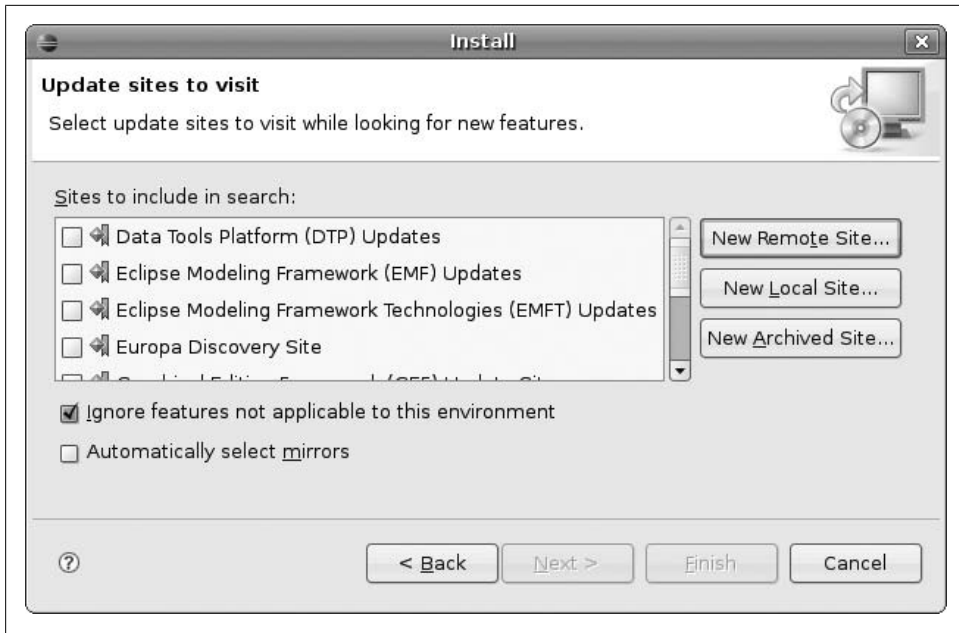 Install
Update sites to visit
Select update sites to visit while looking for new features.
Sites to include in search:
Data Tools Platform (DTP) Updates
Eclipse Modeling Framework (EMF) Updates
Eclipse Modeling Framework Technologies (EMFT) Updates
Europa Discovery Site
New Remote Site...
New Local Site...
New Archived Site...
Ignore features not applicable to this environment
Automatically select mirrors
?
< Back
Next >
Finish
Cancel